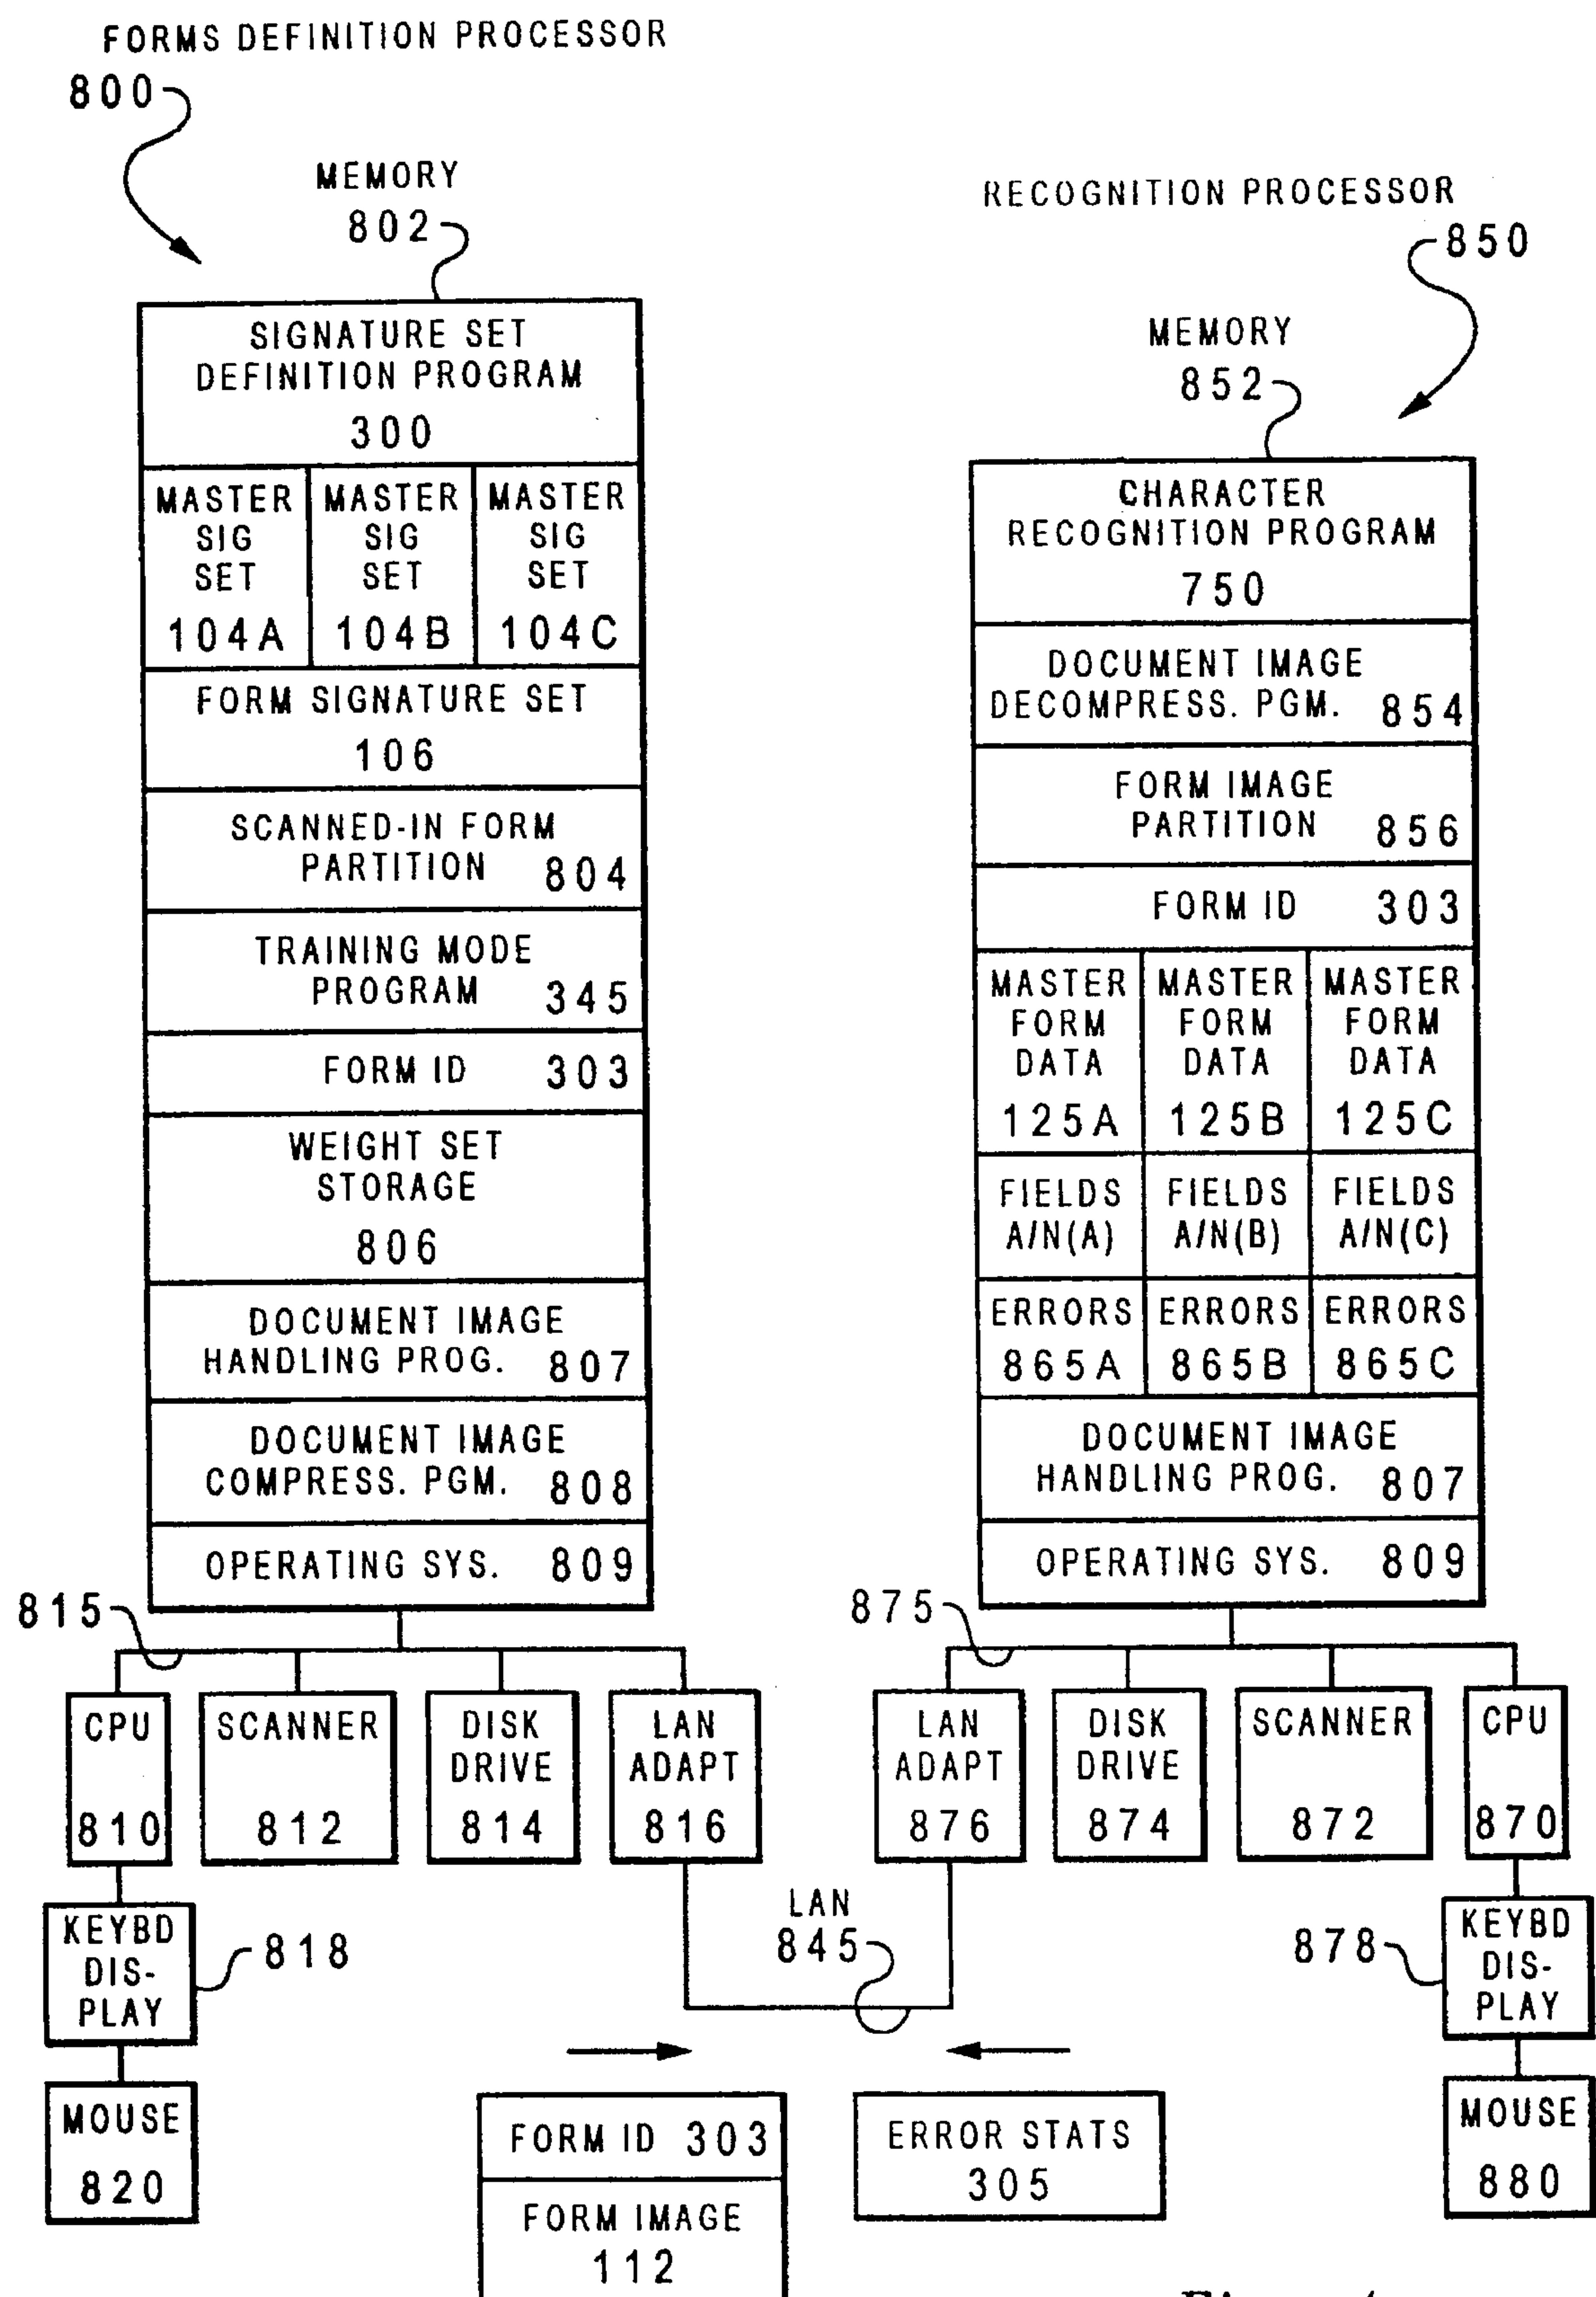 FORMS DEFINITION PROCESSOR
800
MEMORY
802
SIGNATURE SET
DEFINITION PROGRAM
300
MASTER SIG SET 104A
MASTER SIG SET 104B
MASTER SIG SET 104C
FORM SIGNATURE SET
106
SCANNED-IN FORM
PARTITION 804
TRAINING MODE
PROGRAM 345
FORM ID 303
WEIGHT SET
STORAGE
806
DOCUMENT IMAGE
HANDLING PROG. 807
DOCUMENT IMAGE
COMPRESS. PGM. 808
OPERATING SYS. 809
815
CPU
810
SCANNER
812
DISK
DRIVE
814
LAN
ADAPT
816
KEYBD
DIS-
PLAY
818
MOUSE
820
RECOGNITION PROCESSOR
850
MEMORY
852
CHARACTER
RECOGNITION PROGRAM
750
DOCUMENT IMAGE
DECOMPRESS. PGM. 854
FORM IMAGE
PARTITION 856
FORM ID 303
MASTER FORM DATA 125A
MASTER FORM DATA 125B
MASTER FORM DATA 125C
FIELDS A/N(A)
FIELDS A/N(B)
FIELDS A/N(C)
ERRORS 865A
ERRORS 865B
ERRORS 865C
DOCUMENT IMAGE
HANDLING PROG. 807
OPERATING SYS. 809
875
LAN
ADAPT
876
DISK
DRIVE
874
SCANNER
872
CPU
870
KEYBD
DIS-
PLAY
878
MOUSE
880
LAN
845
FORM ID 303
FORM IMAGE
112
ERROR STATS
305